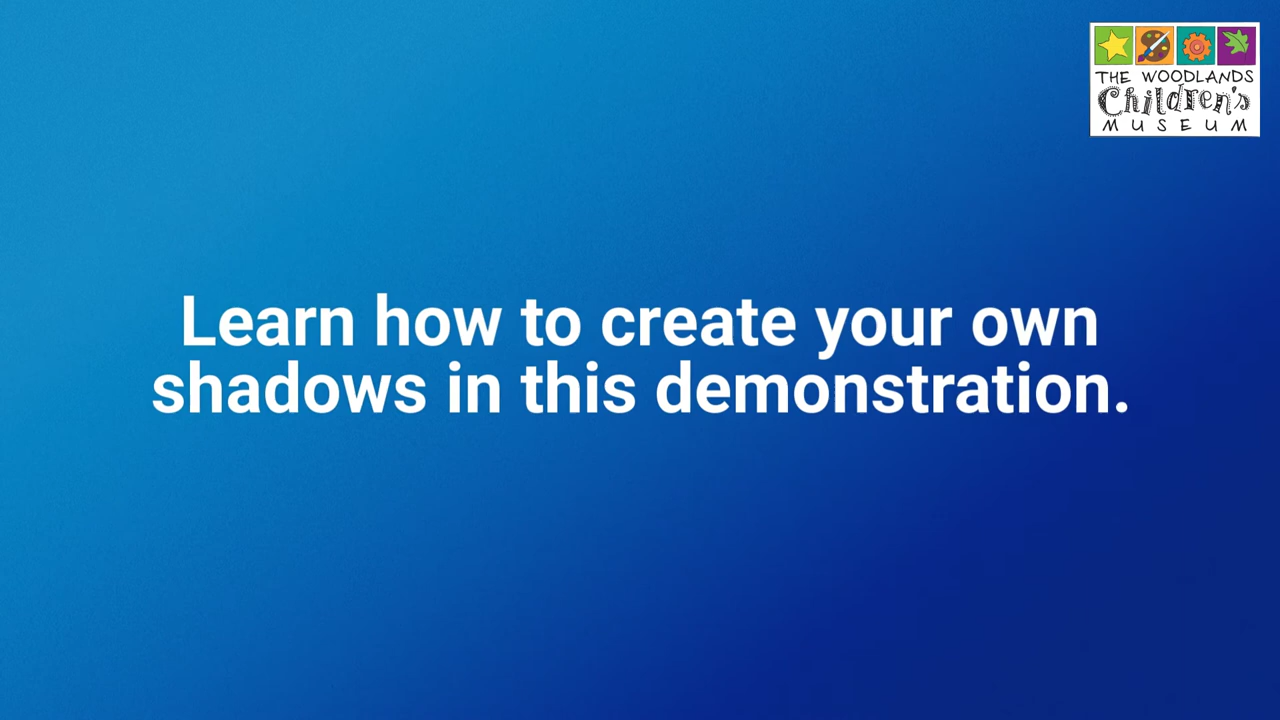 THE WOODLANDS
Children's
MUSEUM
Learn how to create your own
shadows in this demonstration.